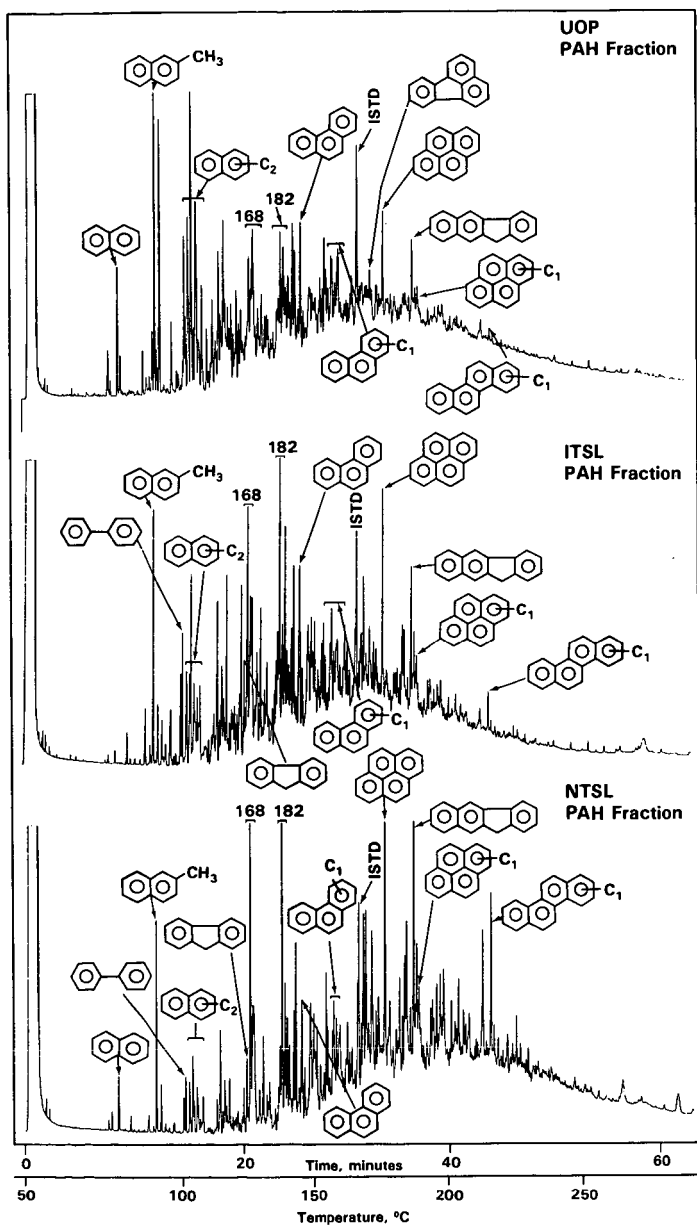 UOP
PAH Fraction
CH₃
C₂
168
182
ISTD
C₁
C₁
C₁
ITSL
PAH Fraction
CH₃
C₂
168
182
ISTD
C₁
C₁
C₁
NTSL
PAH Fraction
CH₃
C₂
168
182
C₁
ISTD
C₁
C₁
0 20 40 60
Time, minutes
50 100 150 200 250
Temperature, °C